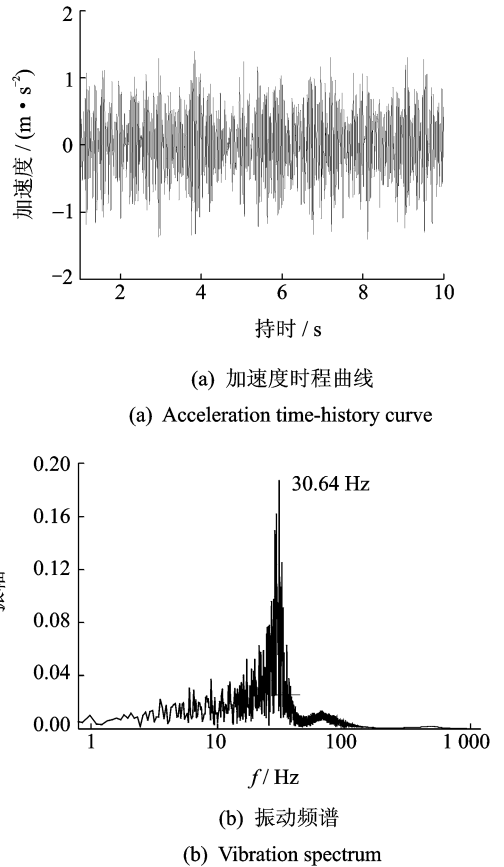 2
1
0
−1
−2
加速度 / (m • s⁻²)
2 4 6 8 10
持时 / s
(a) 加速度时程曲线
(a) Acceleration time-history curve
0.20
0.16
0.12
0.08
0.04
0.00
30.64 Hz
1 10 100 1 000
f / Hz
(b) 振动频谱
(b) Vibration spectrum